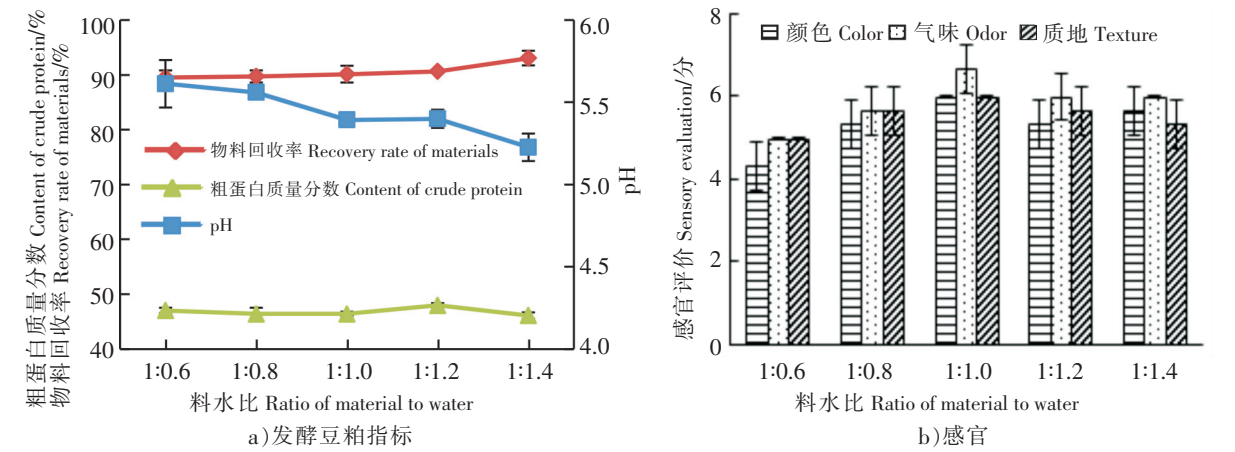 粗蛋白质量分数 Content of crude protein/%
物料回收率 Recovery rate of materials/%
100
90
80
70
60
50
40
物料回收率 Recovery rate of materials
粗蛋白质量分数 Content of crude protein
pH
6.0
5.5
5.0
4.5
4.0
pH
1:0.6 1:0.8 1:1.0 1:1.2 1:1.4
料水比 Ratio of material to water
a)发酵豆粕指标
感官评价 Sensory evaluation/分
8
6
4
2
0
颜色 Color 气味 Odor 质地 Texture
1:0.6 1:0.8 1:1.0 1:1.2 1:1.4
料水比 Ratio of material to water
b)感官